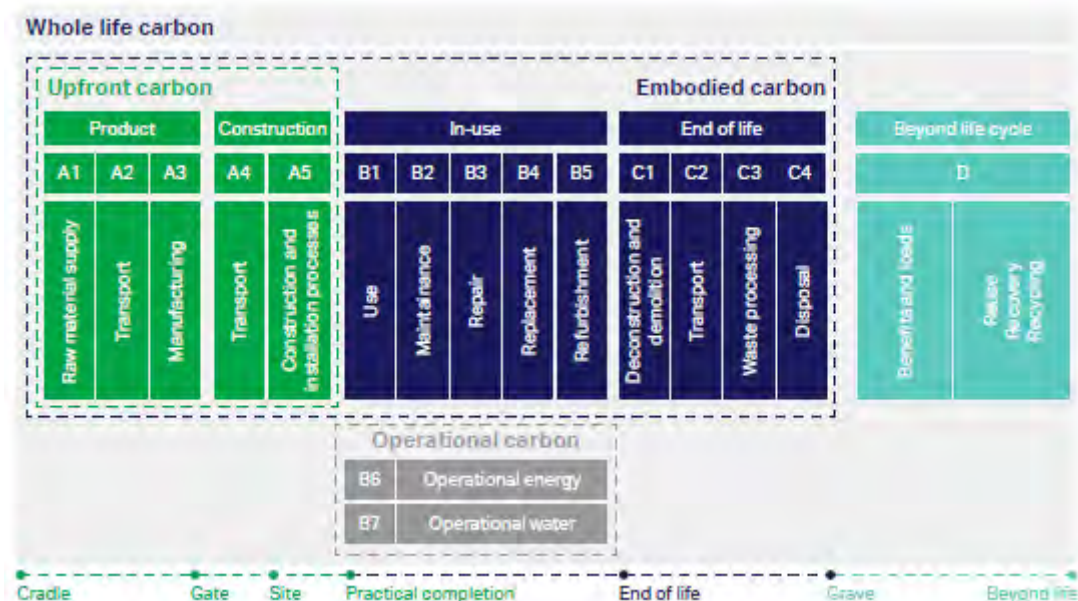 Whole life carbon
Upfront carbon
Embodied carbon
Product
Construction
In-use
End of life
Beyond life cycle
A1
A2
A3
A4
A5
B1
B2
B3
B4
B5
C1
C2
C3
C4
D
Raw material supply
Transport
Manufacturing
Transport
Construction and
installation processes
Use
Maintainance
Repair
Replacement
Refurbishment
Deconstruction and
demolition
Transport
Waste processing
Disposal
Benefits and loads
Reuse
Recovery
Recycling
Operational carbon
B6
Operational energy
B7
Operational water
Cradle
Gate
Site
Practical completion
End of life
Grave
Beyond life